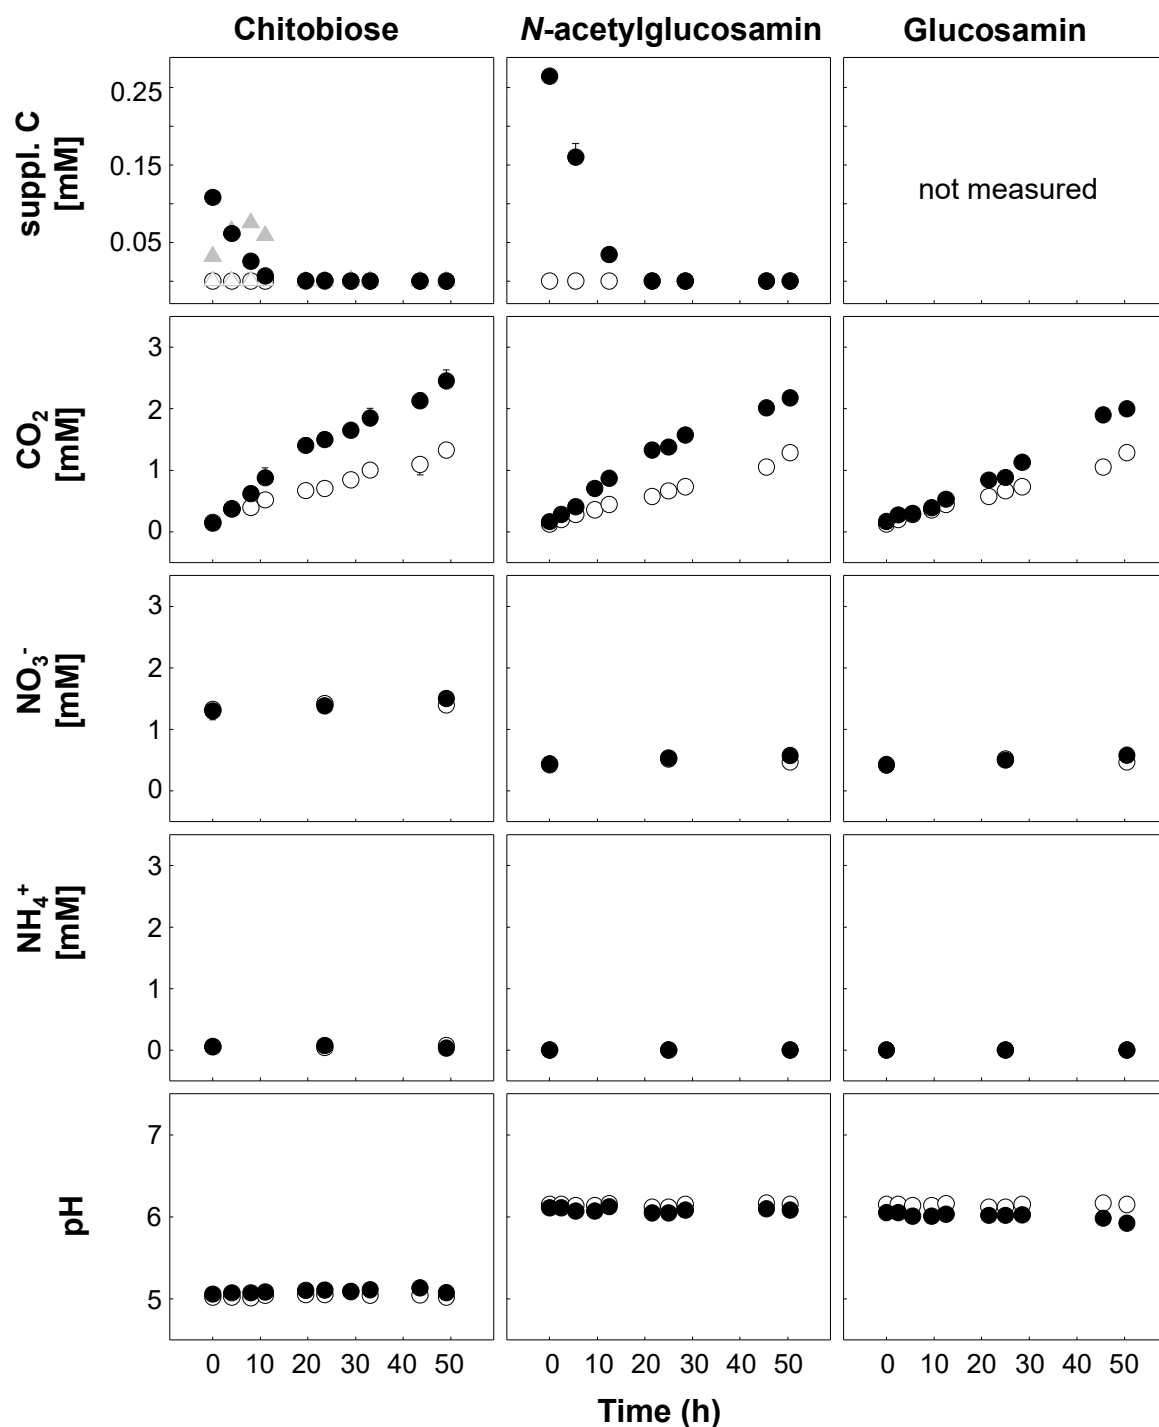 Chitobiose N-acetylglucosamin Glucosamin
suppl. C
[mM]
0.25
0.15
0.05
not measured
CO₂
[mM]
3
2
1
0
NO₃⁻
[mM]
3
2
1
0
NH₄⁺
[mM]
3
2
1
0
pH
7
6
5
0 10 20 30 40 50 0 10 20 30 40 50 0 10 20 30 40 50
Time (h)